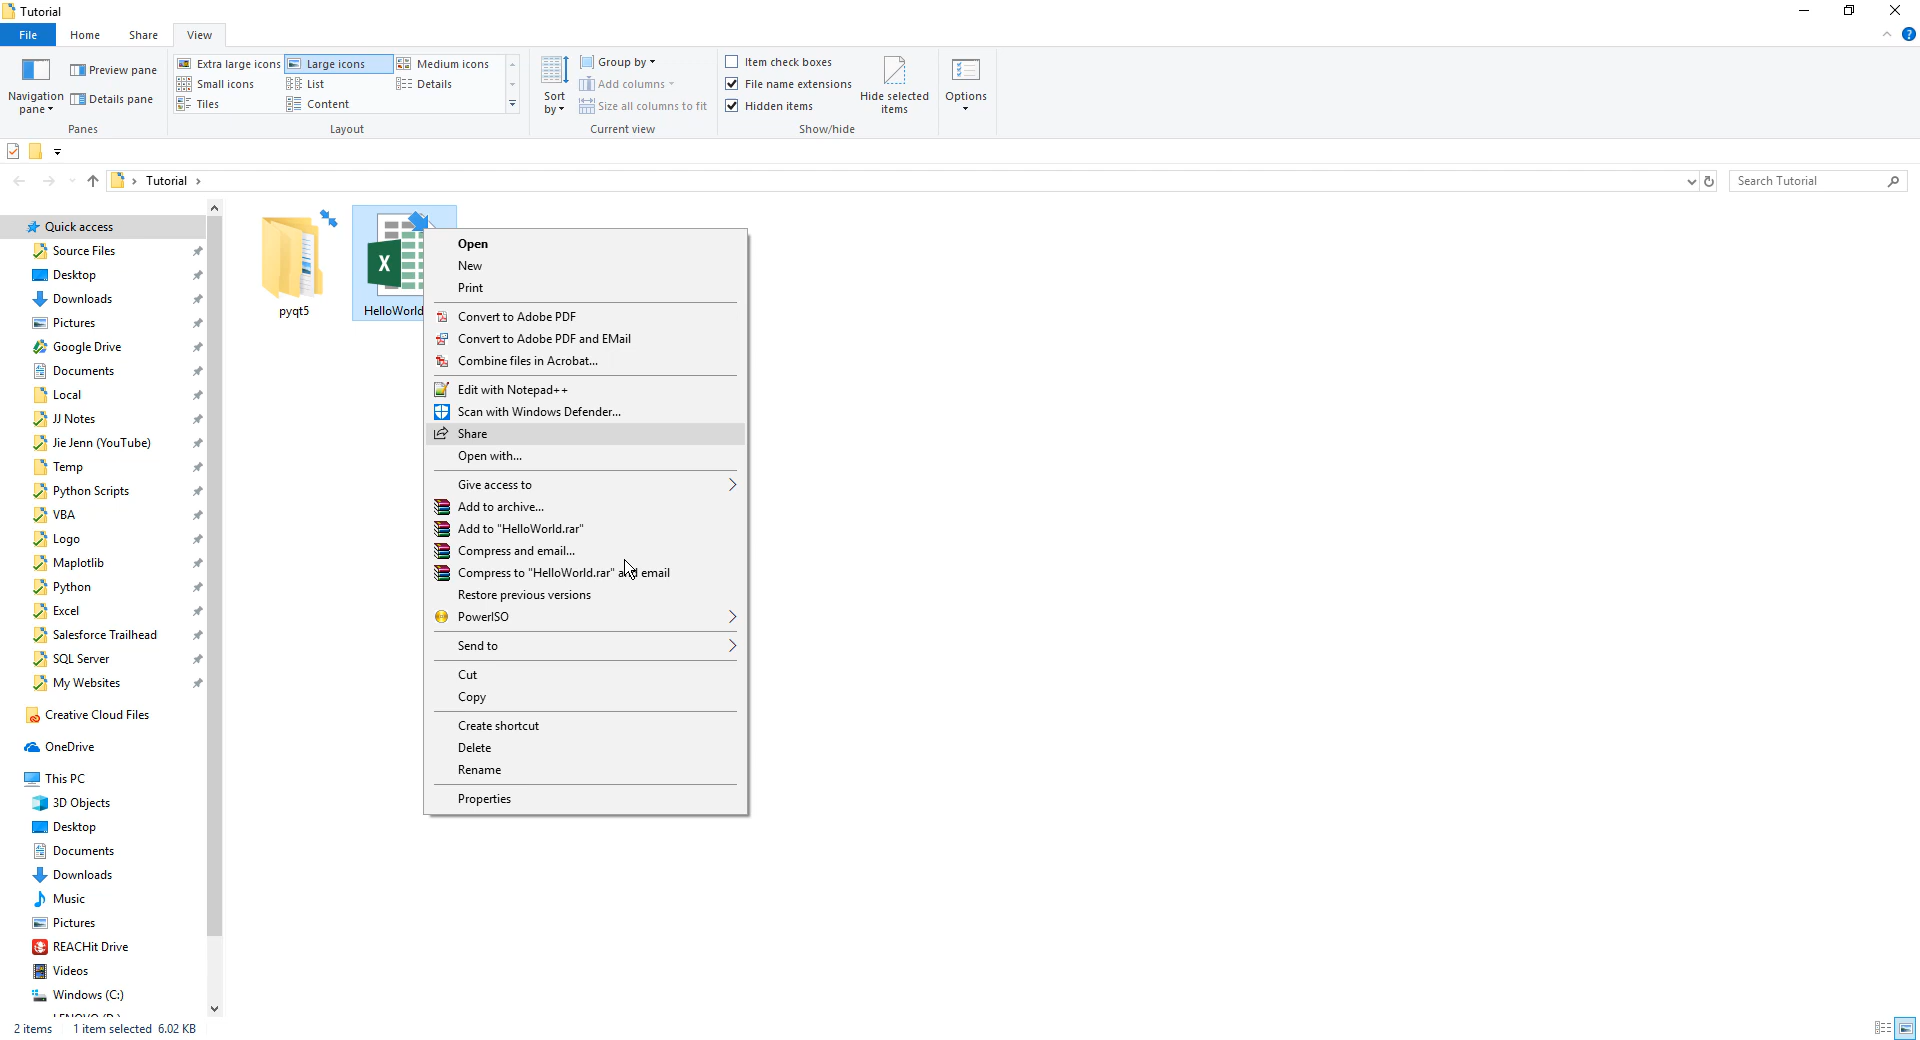 Tutorial
File Home Share View
Navigation pane
Preview pane
Details pane
Panes
Extra large icons Large icons Medium icons
Small icons List Details
Tiles Content
Layout
Sort by
Group by
Add columns
Size all columns to fit
Current view
Item check boxes
File name extensions
Hidden items
Hide selected items
Show/hide
Options
Tutorial
Search Tutorial
Quick access
Source Files
Desktop
Downloads
Pictures
Google Drive
Documents
Local
JJ Notes
Jie Jenn (YouTube)
Temp
Python Scripts
VBA
Logo
Maplotlib
Python
Excel
Salesforce Trailhead
SQL Server
My Websites
Creative Cloud Files
OneDrive
This PC
3D Objects
Desktop
Documents
Downloads
Music
Pictures
REACHit Drive
Videos
Windows (C:)
pyqt5
X
HelloWorld
Open
New
Print
Convert to Adobe PDF
Convert to Adobe PDF and EMail
Combine files in Acrobat...
Edit with Notepad++
Scan with Windows Defender...
Share
Open with...
Give access to
Add to archive...
Add to "HelloWorld.rar"
Compress and email...
Compress to "HelloWorld.rar" and email
Restore previous versions
PowerISO
Send to
Cut
Copy
Create shortcut
Delete
Rename
Properties
2 items 1 item selected 6.02 KB